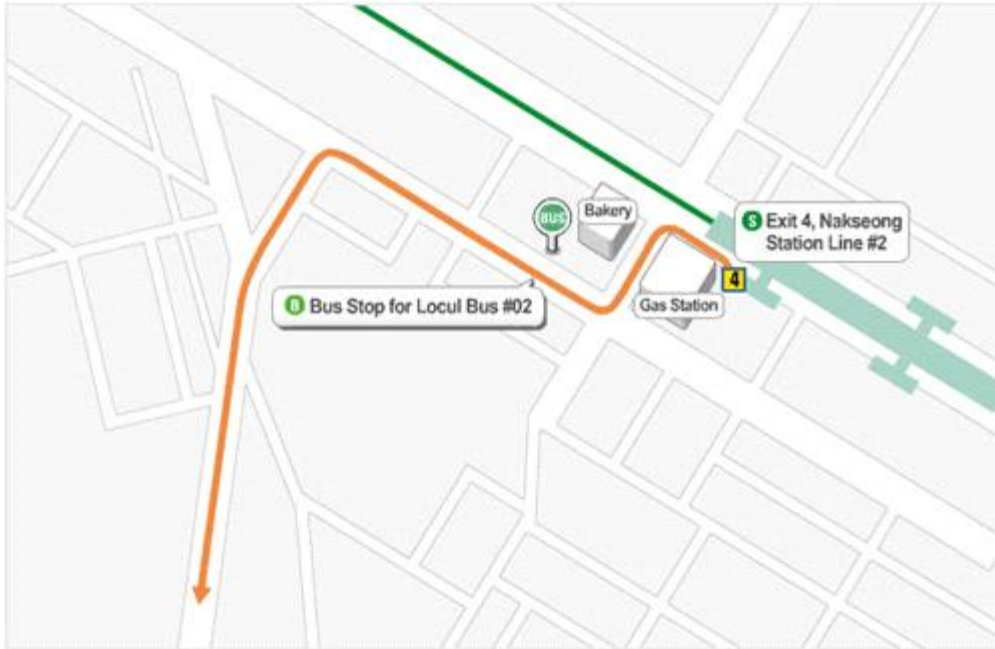 BUS
Bakery
S Exit 4, Nakseong
Station Line #2
4
Gas Station
B Bus Stop for Locul Bus #02